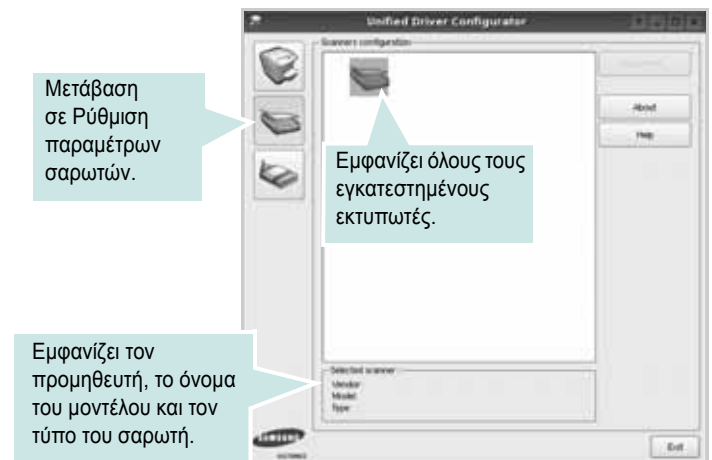 Unified Driver Configurator
Scanners configuration
Μετάβαση
σε Ρύθμιση
παραμέτρων
σαρωτών.
About
Help
Εμφανίζει όλους τους
εγκατεστημένους
εκτυπωτές.
Εμφανίζει τον
προμηθευτή, το όνομα
του μοντέλου και τον
τύπο του σαρωτή.
Selected scanner
Vendor
Model
Type
SAMSUNG
Exit